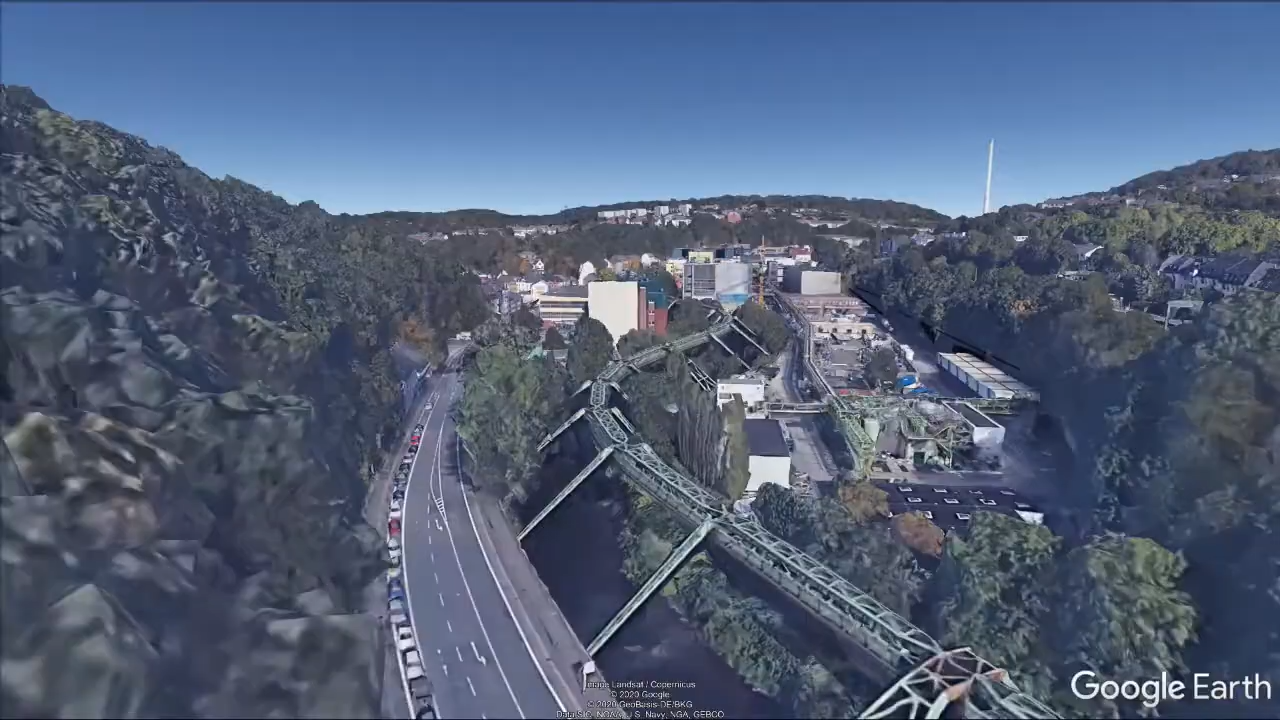 Image Landsat / Copernicus
© 2020 Google
© 2020 GeoBasis-DE/BKG
Data SIO, NOAA, U.S. Navy, NGA, GEBCO
Google Earth